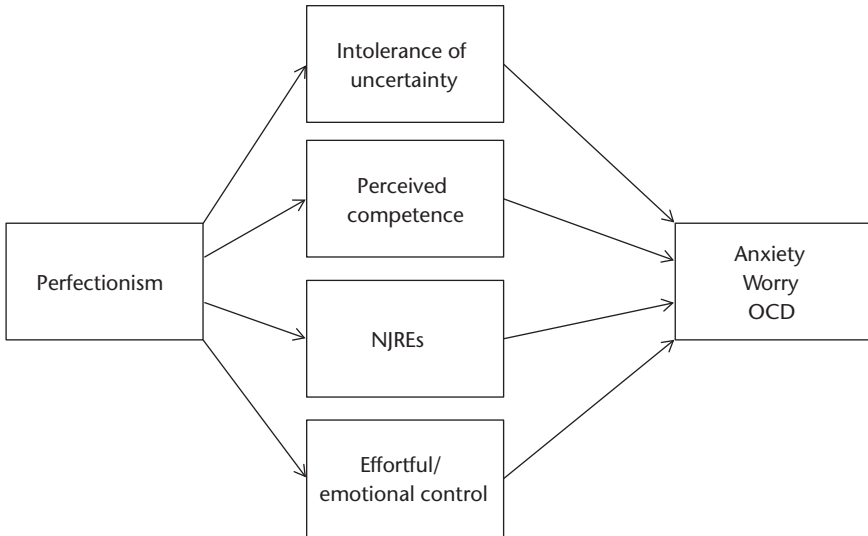 Intolerance of
uncertainty
Perceived
competence
Perfectionism
Anxiety
Worry
OCD
NJREs
Effortful/
emotional control